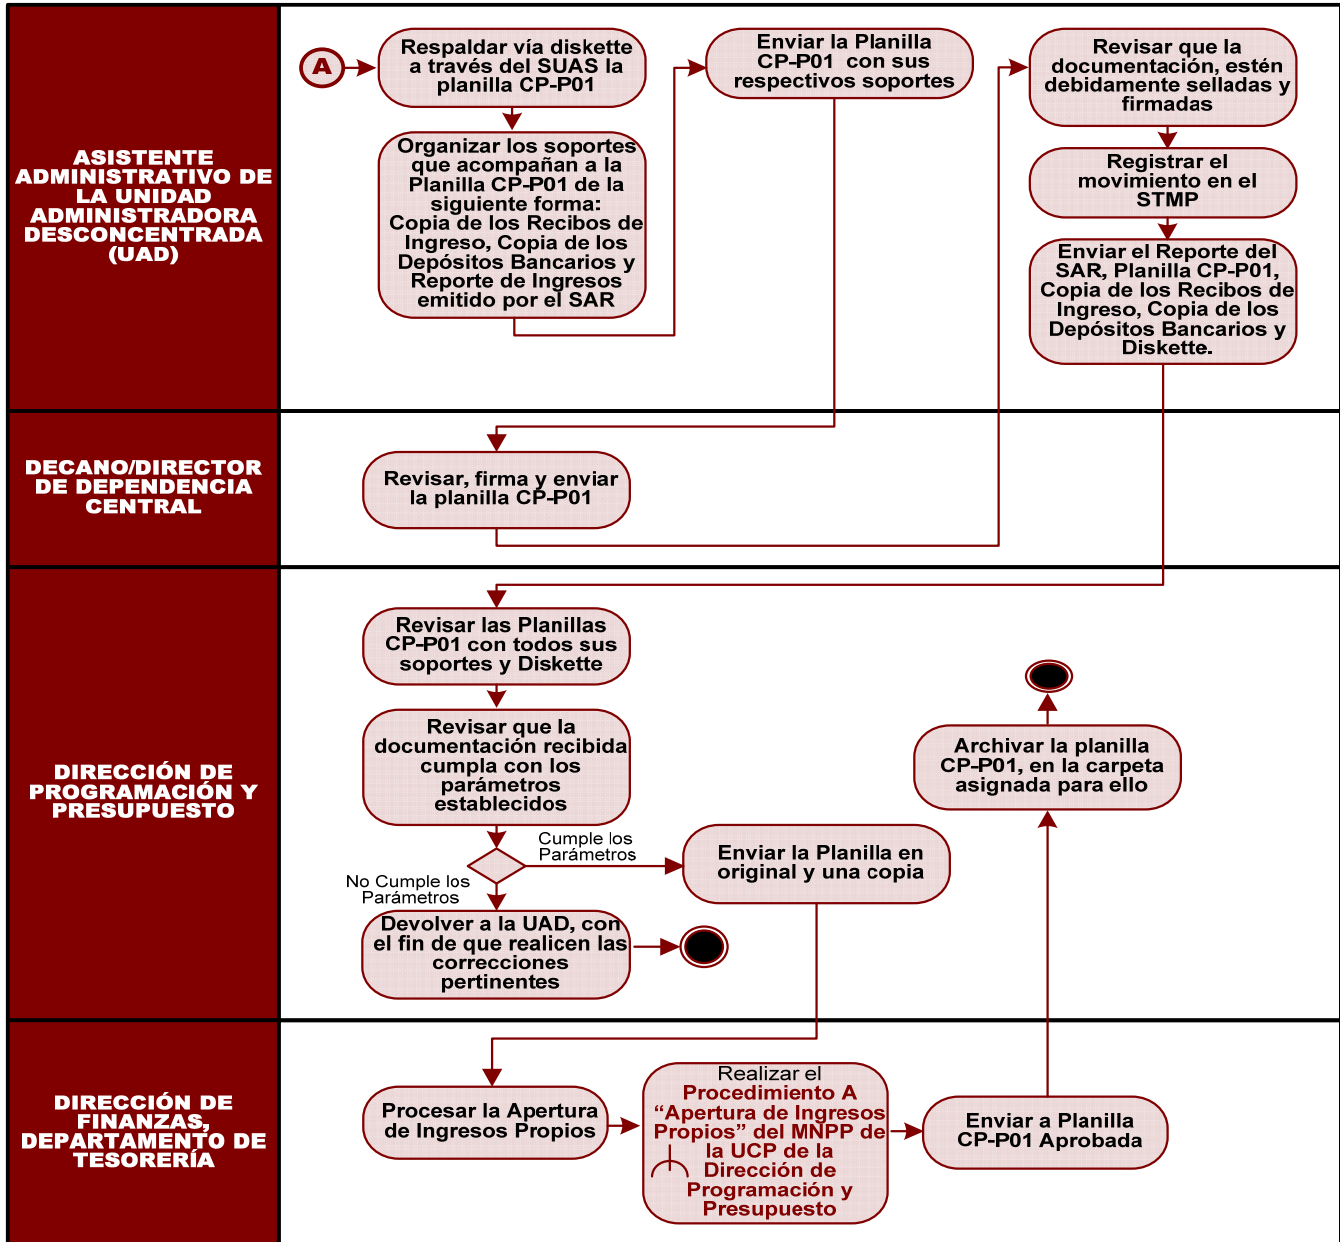 ASISTENTE
ADMINISTRATIVO DE
LA UNIDAD
ADMINISTRADORA
DESCONCENTRADA
(UAD)
A
Respaldar vía diskette
a través del SUAS la
planilla CP-P01
Organizar los soportes
que acompañan a la
Planilla CP-P01 de la
siguiente forma:
Copia de los Recibos de
Ingreso, Copia de los
Depósitos Bancarios y
Reporte de Ingresos
emitido por el SAR
Enviar la Planilla
CP-P01 con sus
respectivos soportes
Revisar que la
documentación, estén
debidamente selladas y
firmadas
Registrar el
movimiento en el
STMP
Enviar el Reporte del
SAR, Planilla CP-P01,
Copia de los Recibos de
Ingreso, Copia de los
Depósitos Bancarios y
Diskette.
DECANO/DIRECTOR
DE DEPENDENCIA
CENTRAL
Revisar, firma y enviar
la planilla CP-P01
DIRECCIÓN DE
PROGRAMACIÓN Y
PRESUPUESTO
Revisar las Planillas
CP-P01 con todos sus
soportes y Diskette
Revisar que la
documentación recibida
cumpla con los
parámetros
establecidos
Cumple los
Parámetros
No Cumple los
Parámetros
Devolver a la UAD, con
el fin de que realicen las
correcciones
pertinentes
Enviar la Planilla en
original y una copia
Archivar la planilla
CP-P01, en la carpeta
asignada para ello
DIRECCIÓN DE
FINANZAS,
DEPARTAMENTO DE
TESORERÍA
Procesar la Apertura
de Ingresos Propios
Realizar el
Procedimiento A
“Apertura de Ingresos
Propios” del MNPP de
la UCP de la
Dirección de
Programación y
Presupuesto
Enviar a Planilla
CP-P01 Aprobada